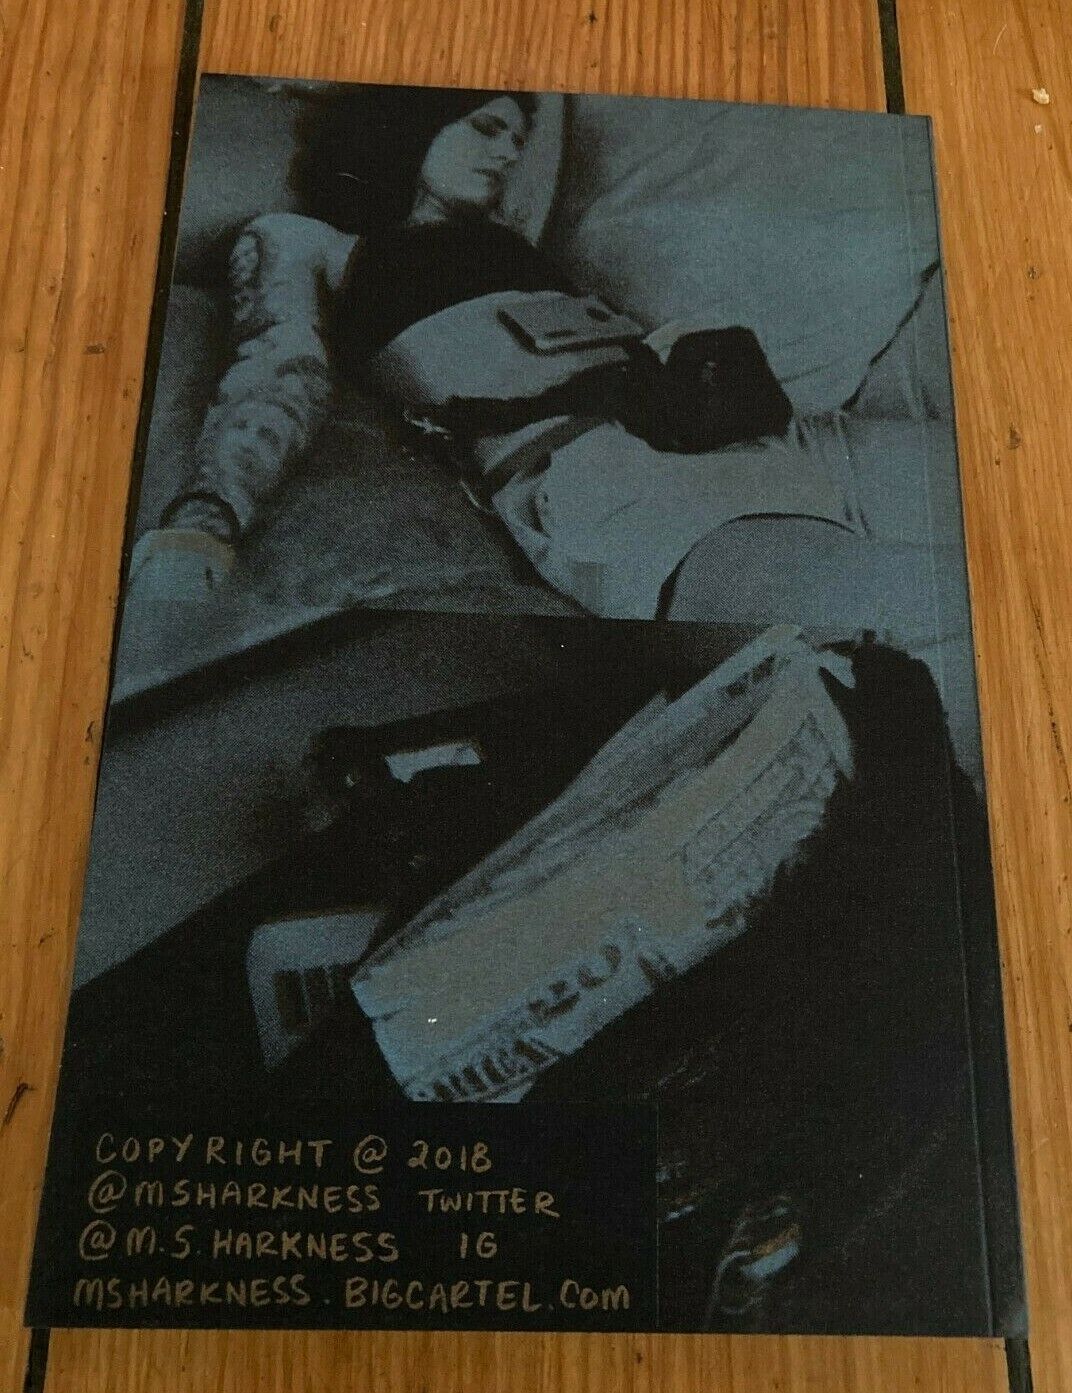 COPYRIGHT @ 2018
@MSHARKNESS TWITTER
@M.S. HARKNESS IG
MSHARKNESS.BIGCARTEL.COM